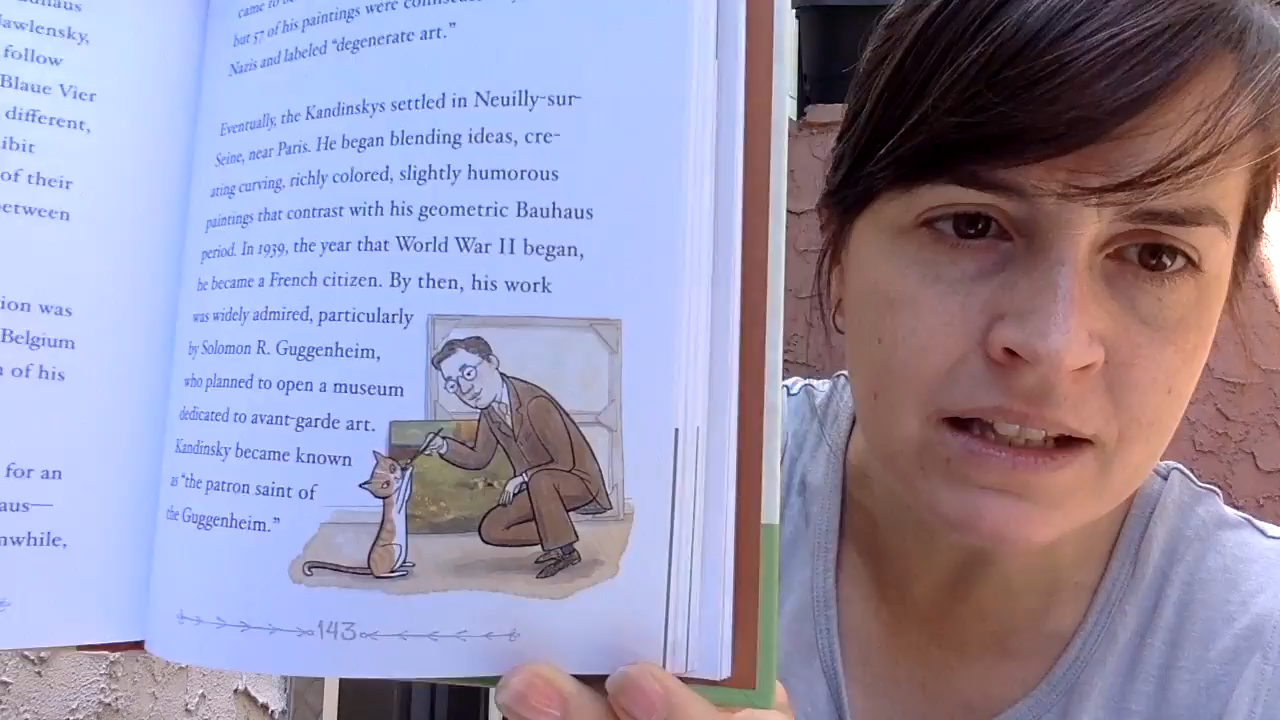 lawlensky,
follow
Blaue Vier
different,
ibit
of their
etween
ion was
Belgium
of his
for an
aus—
nwhile,
came to
but 57 of his paintings were
Nazis and labeled “degenerate art.”
Eventually, the Kandinskys settled in Neuilly-sur-
Seine, near Paris. He began blending ideas, cre-
ating curving, richly colored, slightly humorous
paintings that contrast with his geometric Bauhaus
period. In 1939, the year that World War II began,
he became a French citizen. By then, his work
was widely admired, particularly
by Solomon R. Guggenheim,
who planned to open a museum
dedicated to avant-garde art.
Kandinsky became known
as “the patron saint of
the Guggenheim.”
143